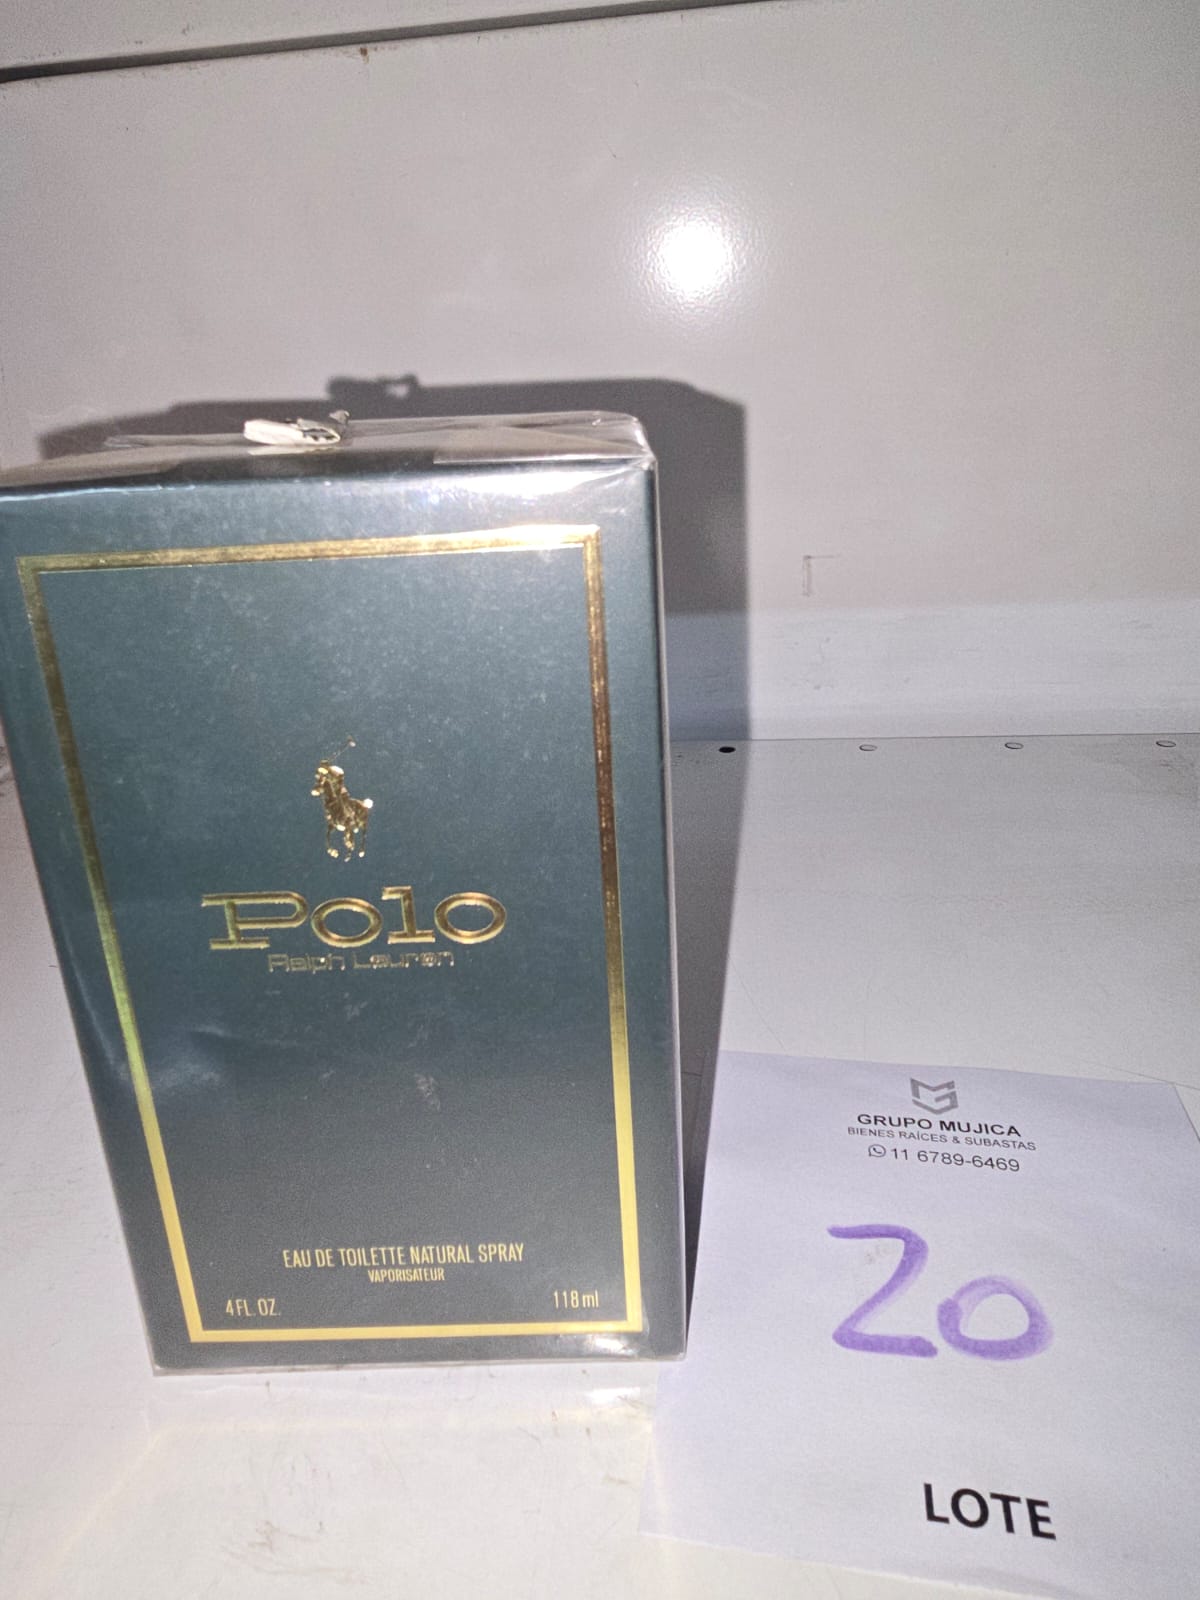 Polo
Ralph Lauren
EAU DE TOILETTE NATURAL SPRAY
VAPORISATEUR
4 FL. OZ.
118 ml
GRUPO MUJICA
BIENES RAÍCES & SUBASTAS
11 6789-6469
20
LOTE